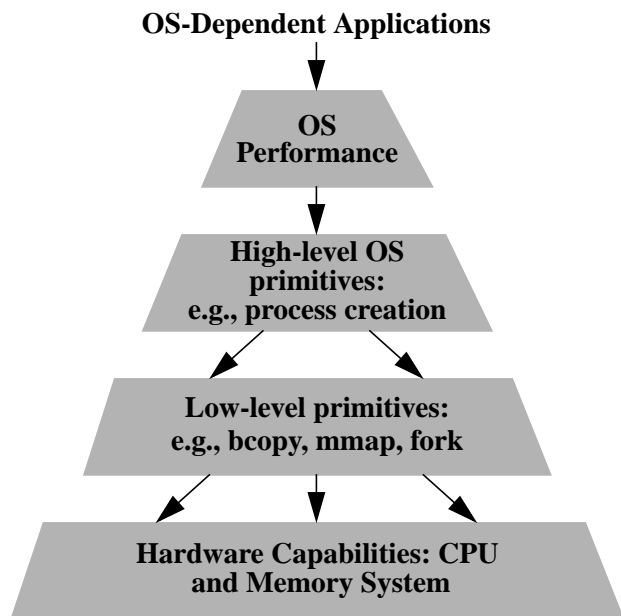 OS-Dependent Applications
OS
Performance
High-level OS
primitives:
e.g., process creation
Low-level primitives:
e.g., bcopy, mmap, fork
Hardware Capabilities: CPU
and Memory System